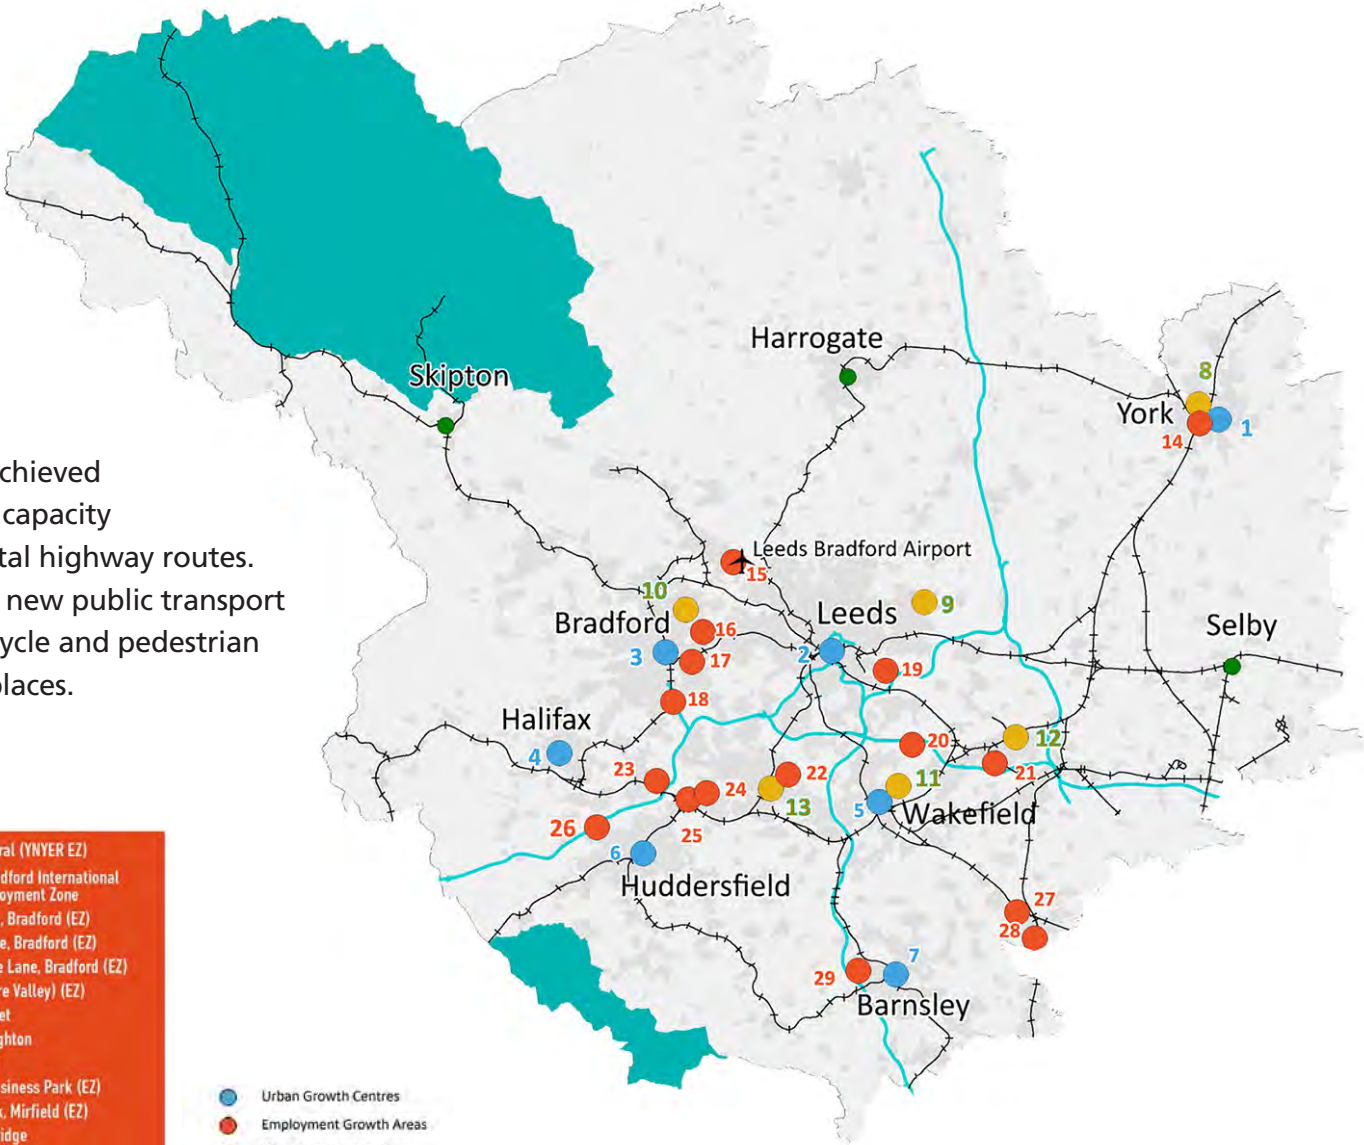 Skipton
Harrogate
8
York
14
1
chieved
capacity
tal highway routes.
new public transport
ycle and pedestrian
places.
Leeds Bradford Airport
15
10
9
Bradford
Leeds
Selby
16
3
17
2
19
18
Halifax
4
20
12
23
22
21
24
11
13
5
Wakefield
26
25
6
Huddersfield
27
28
7
29
Barnsley
ral (YNYER EZ)
dford International
oyment Zone
, Bradford (EZ)
e, Bradford (EZ)
e Lane, Bradford (EZ)
re Valley) (EZ)
et
ghton
siness Park (EZ)
k, Mirfield (EZ)
idge
Urban Growth Centres
Employment Growth Areas